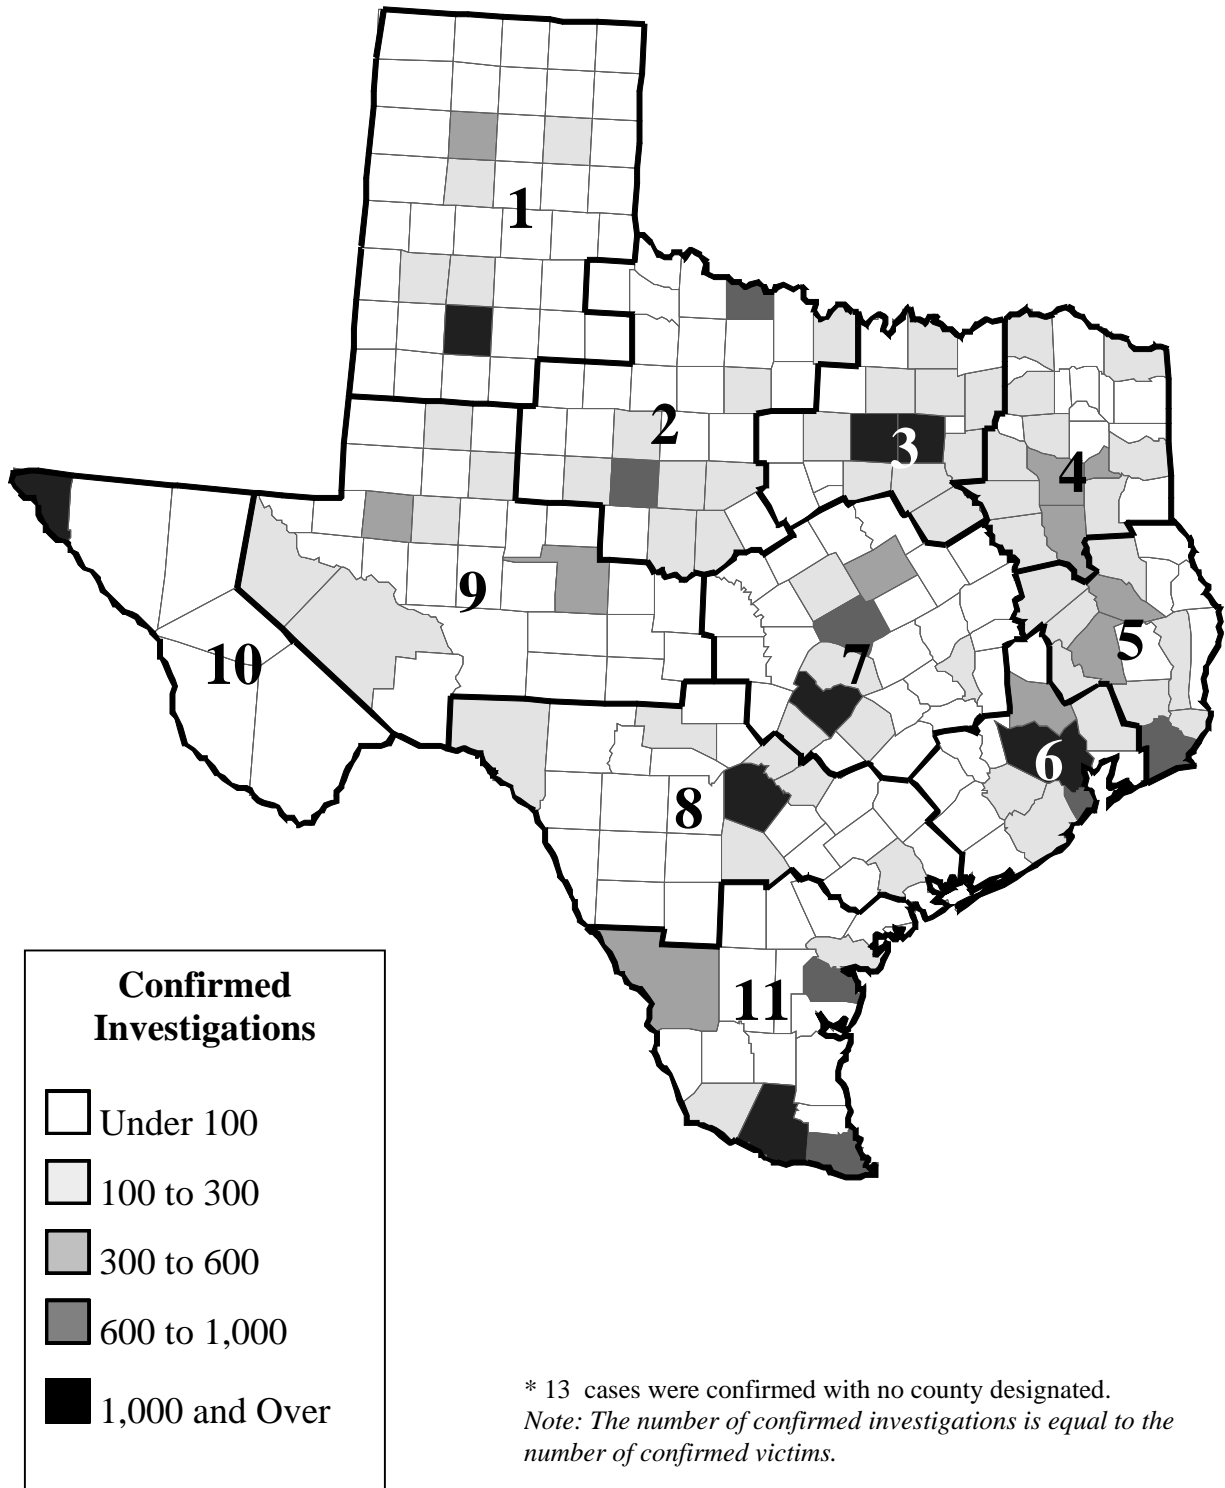 1
2
3
4
5
6
7
8
9
10
11
Confirmed
Investigations
Under 100
100 to 300
300 to 600
600 to 1,000
1,000 and Over
* 13 cases were confirmed with no county designated.
Note: The number of confirmed investigations is equal to the
number of confirmed victims.